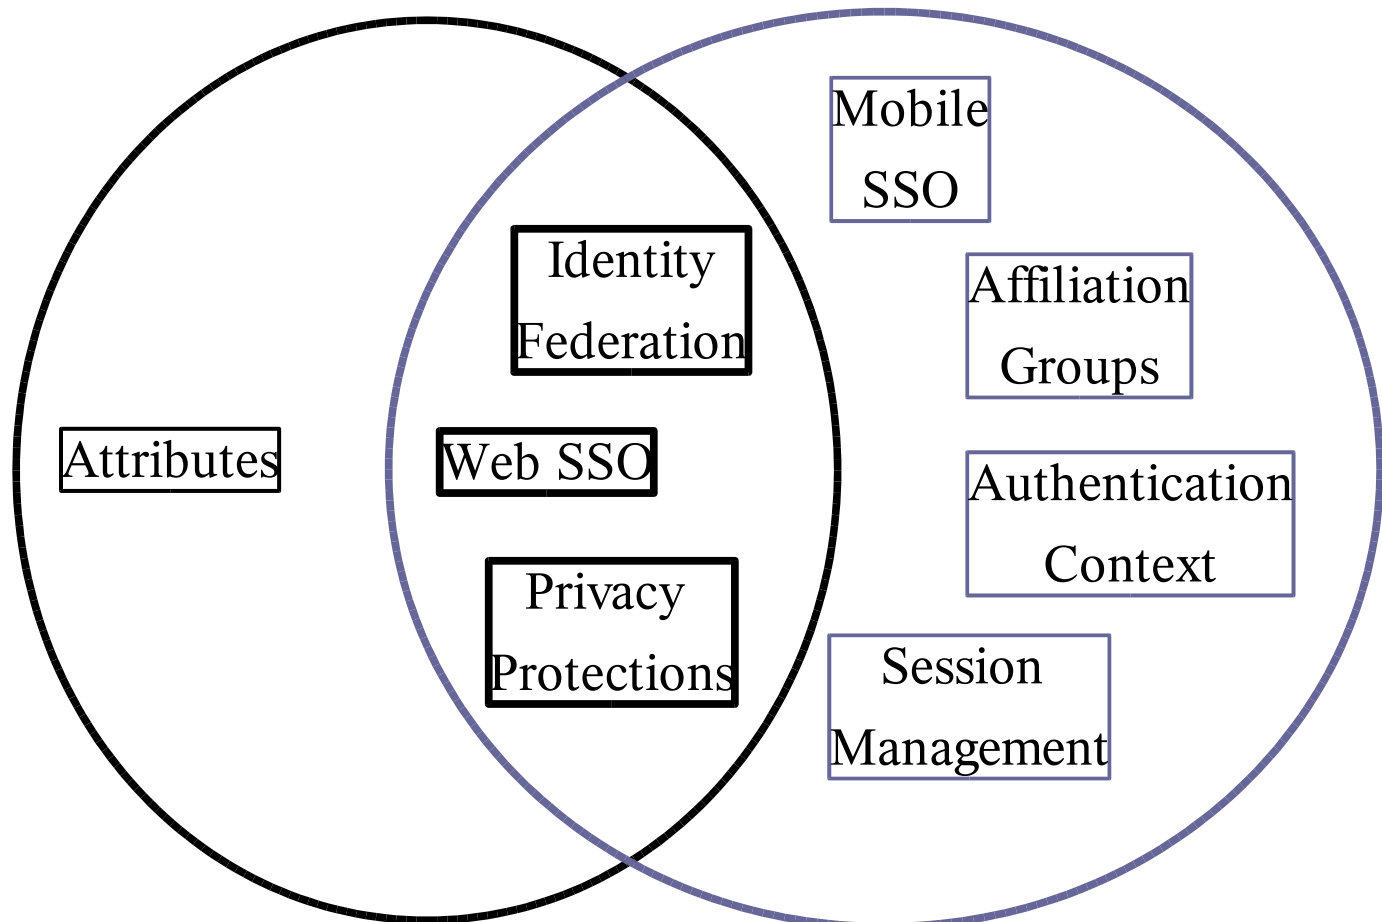 Mobile
SSO
Identity
Federation
Affiliation
Groups
Attributes
Web SSO
Authentication
Context
Privacy
Protections
Session
Management